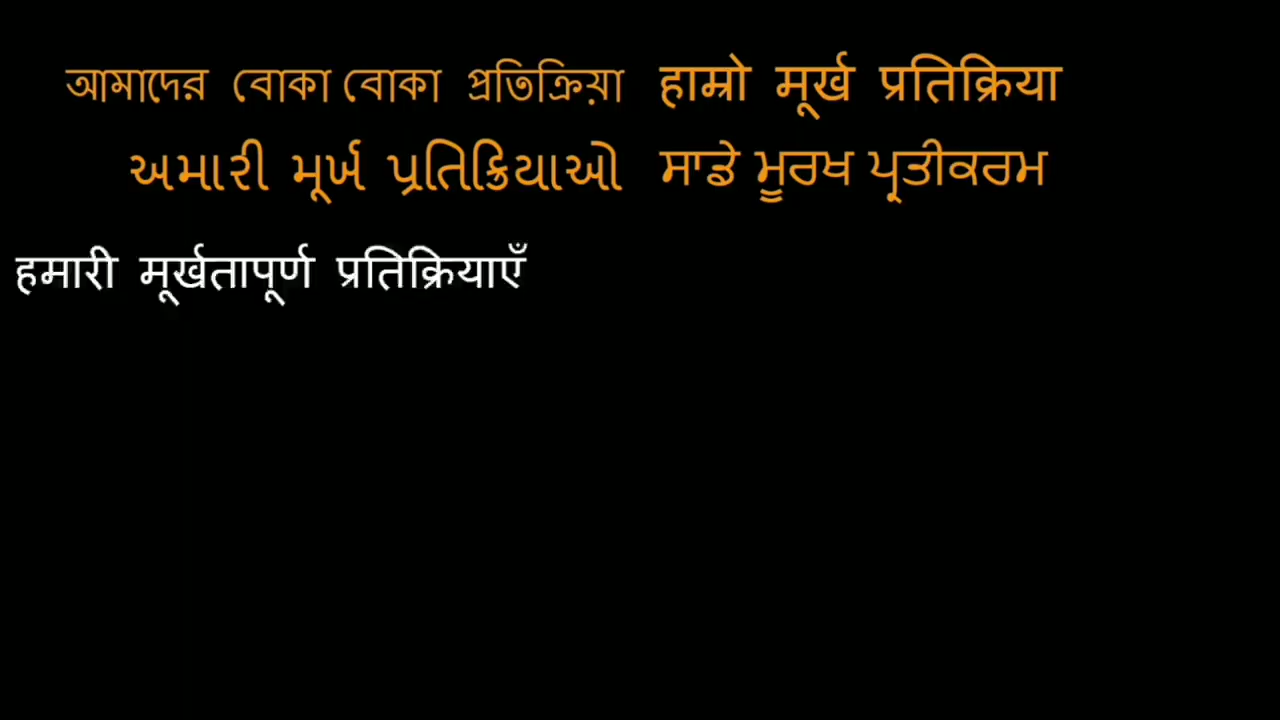 আমাদের বোকা বোকা প্রতিক্রিয়া हाम्रो मूर्ख प्रतिक्रिया
અમારી મૂર્ખ પ્રતિક્રિયાઓ ਸਾਡੇ ਮੂਰਖ ਪ੍ਰਤੀਕਰਮ
हमारी मूर्खतापूर्ण प्रतिक्रियाएँ